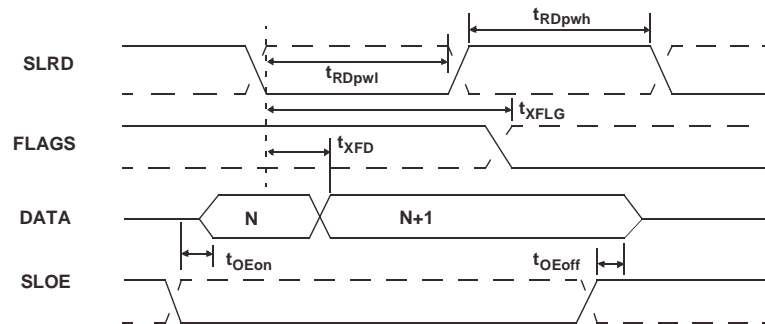 tRDpwh
SLRD
tRDpwl
tXFLG
FLAGS
tXFD
DATA
N
N+1
tOEon
tOEoff
SLOE